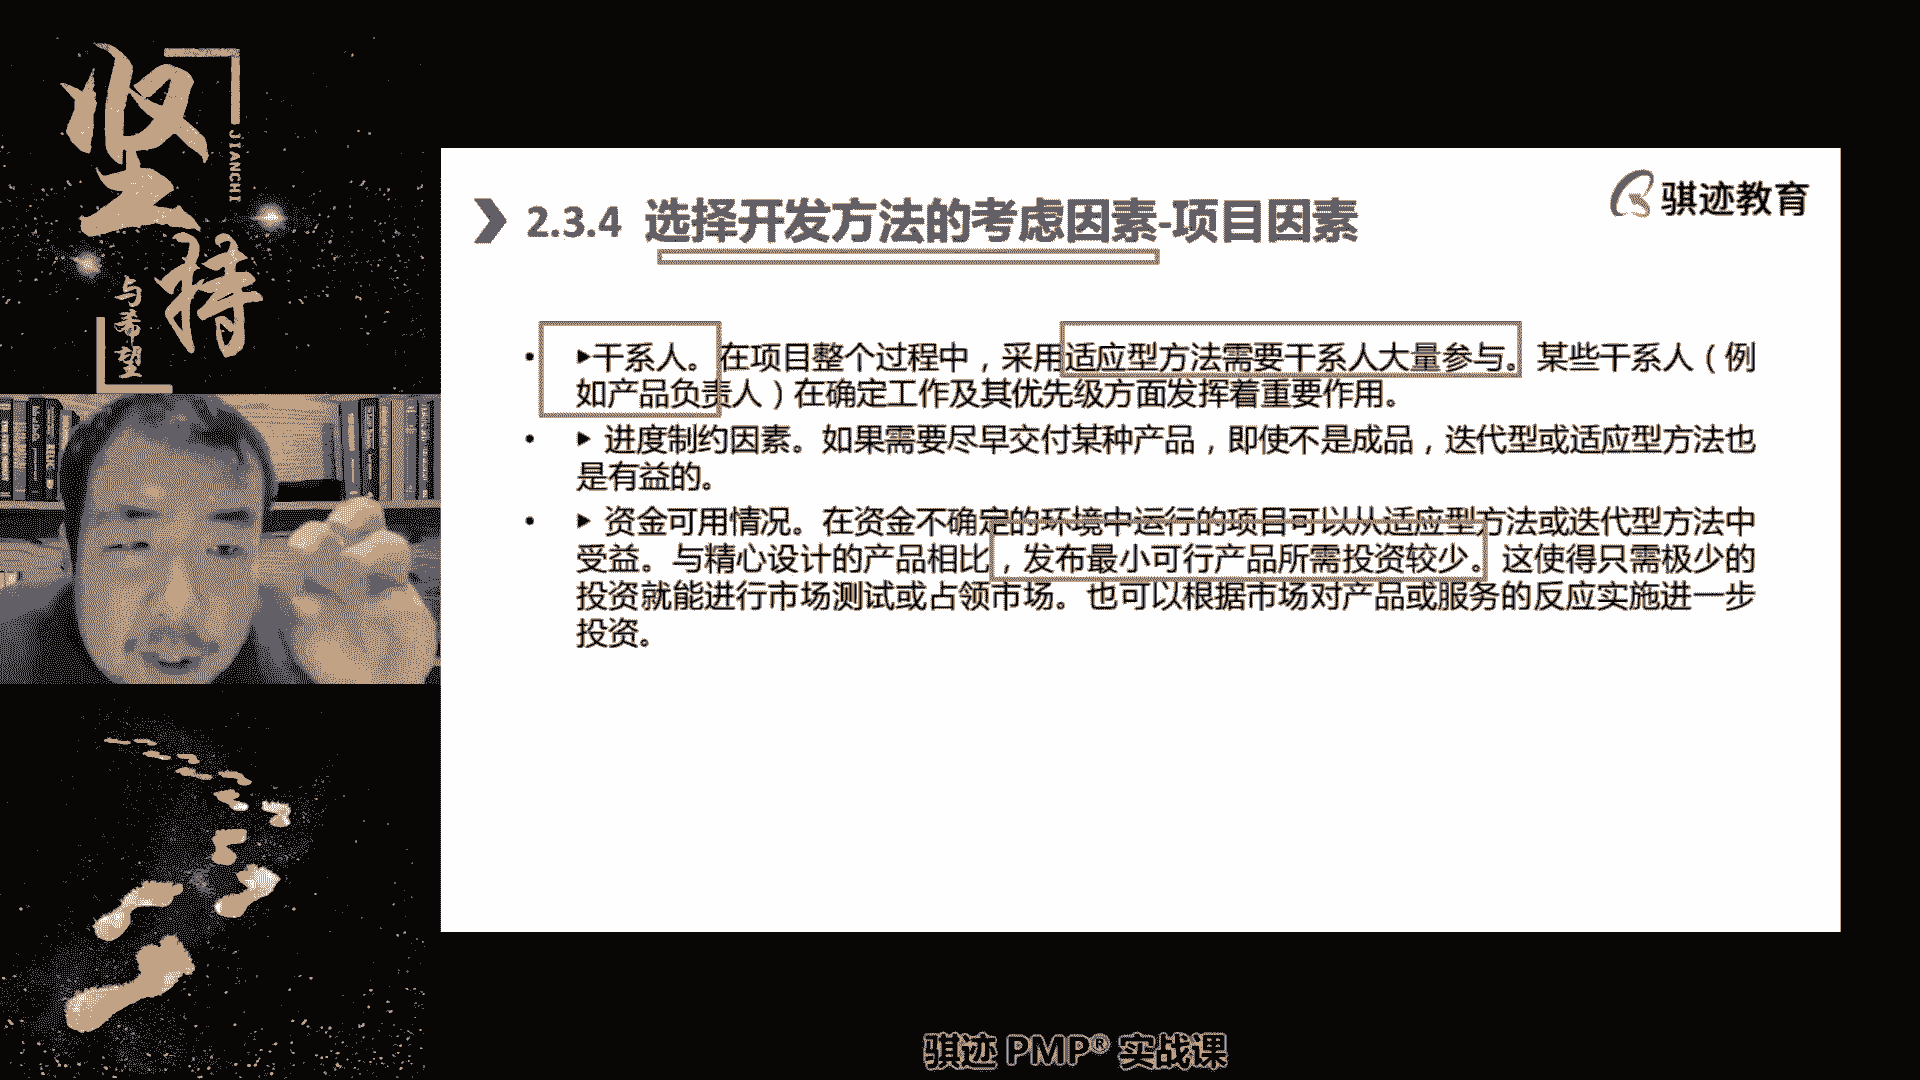 坚
JIANCHI
持
与希望
骐迹教育
2.3.4 选择开发方法的考虑因素-项目因素
• ▶干系人。在项目整个过程中，采用适应型方法需要干系人大量参与。某些干系人（例
如产品负责人）在确定工作及其优先级方面发挥着重要作用。
• ▶ 进度制约因素。如果需要尽早交付某种产品，即使不是成品，迭代型或适应型方法也
是有益的。
• ▶ 资金可用情况。在资金不确定的环境中运行的项目可以从适应型方法或迭代型方法中
受益。与精心设计的产品相比，发布最小可行产品所需投资较少。这使得只需极少的
投资就能进行市场测试或占领市场。也可以根据市场对产品或服务的反应实施进一步
投资。
骐迹 PMP® 实战课